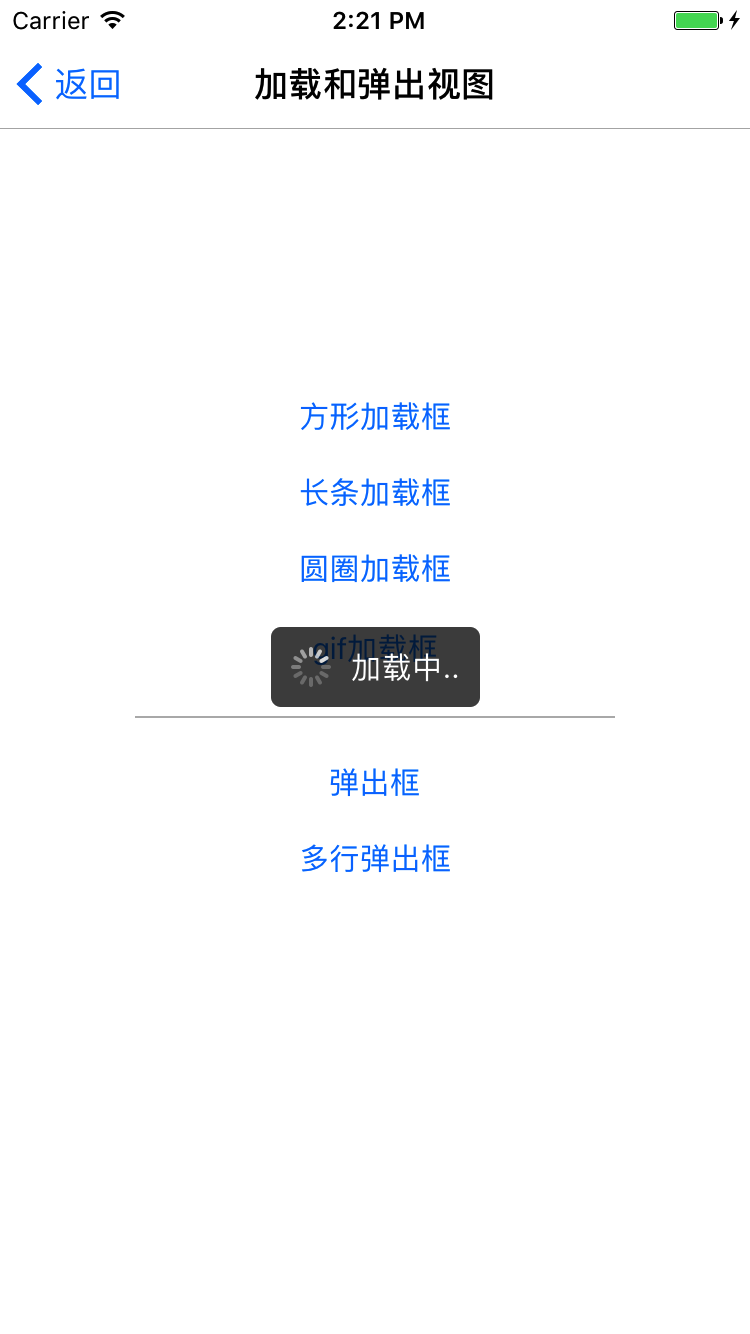 Carrier 2:21 PM
返回 加载和弹出视图
方形加载框
长条加载框
圆圈加载框
gif加载框
加载中..
弹出框
多行弹出框